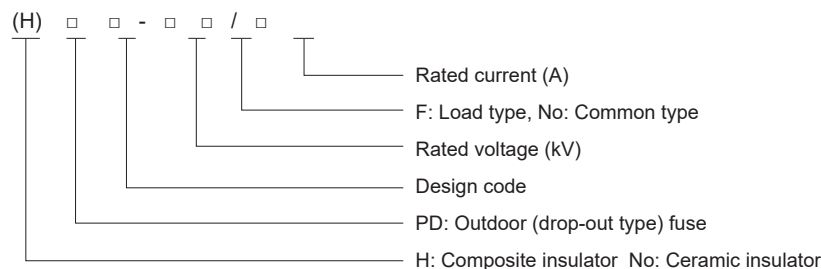 (H) □ □ - □ □ / □
Rated current (A)
F: Load type, No: Common type
Rated voltage (kV)
Design code
PD: Outdoor (drop-out type) fuse
H: Composite insulator No: Ceramic insulator